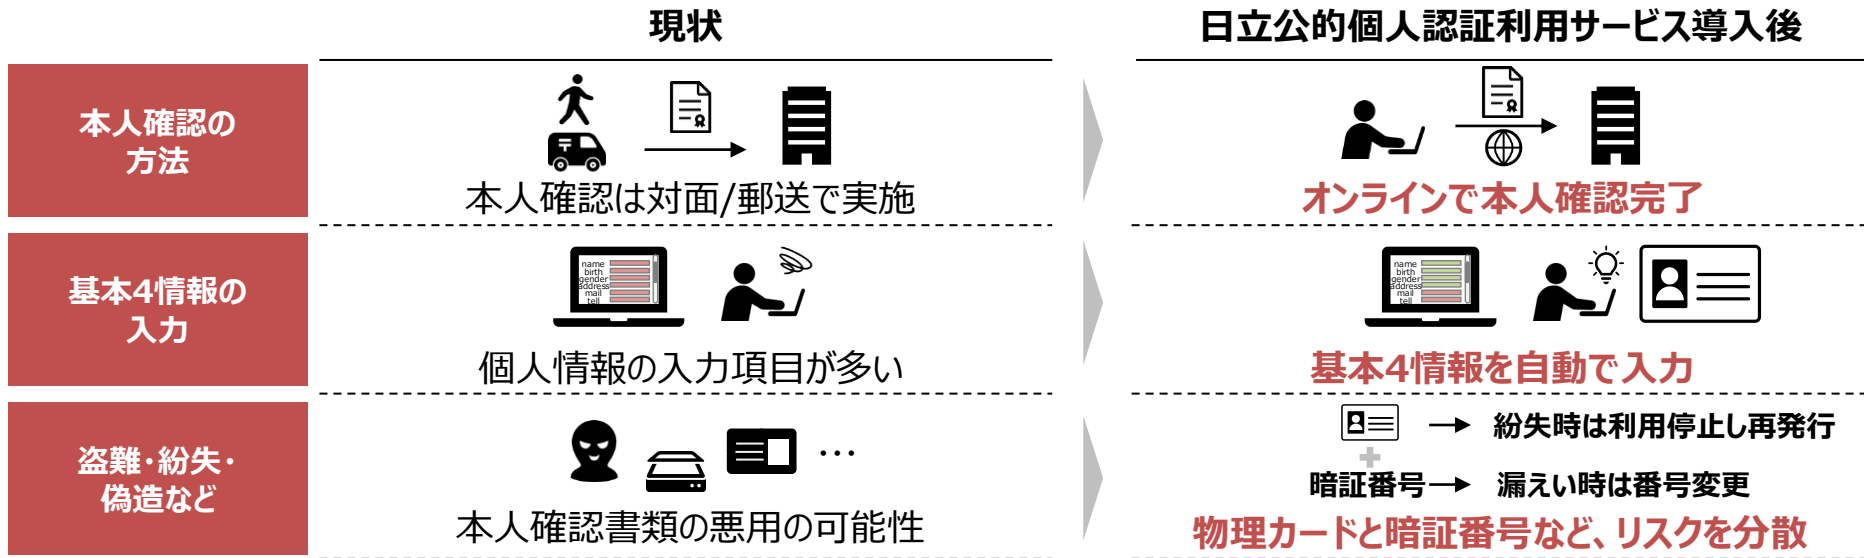 現状
日立公的個人認証利用サービス導入後
本人確認の
方法
〒
本人確認は対面/郵送で実施
オンラインで本人確認完了
基本4情報の
入力
name
birth
gender
address
mail
tell
個人情報の入力項目が多い
name
birth
gender
address
mail
tell
基本4情報を自動で入力
盗難・紛失・
偽造など
…
本人確認書類の悪用の可能性
紛失時は利用停止し再発行
暗証番号
漏えい時は番号変更
物理カードと暗証番号など、リスクを分散